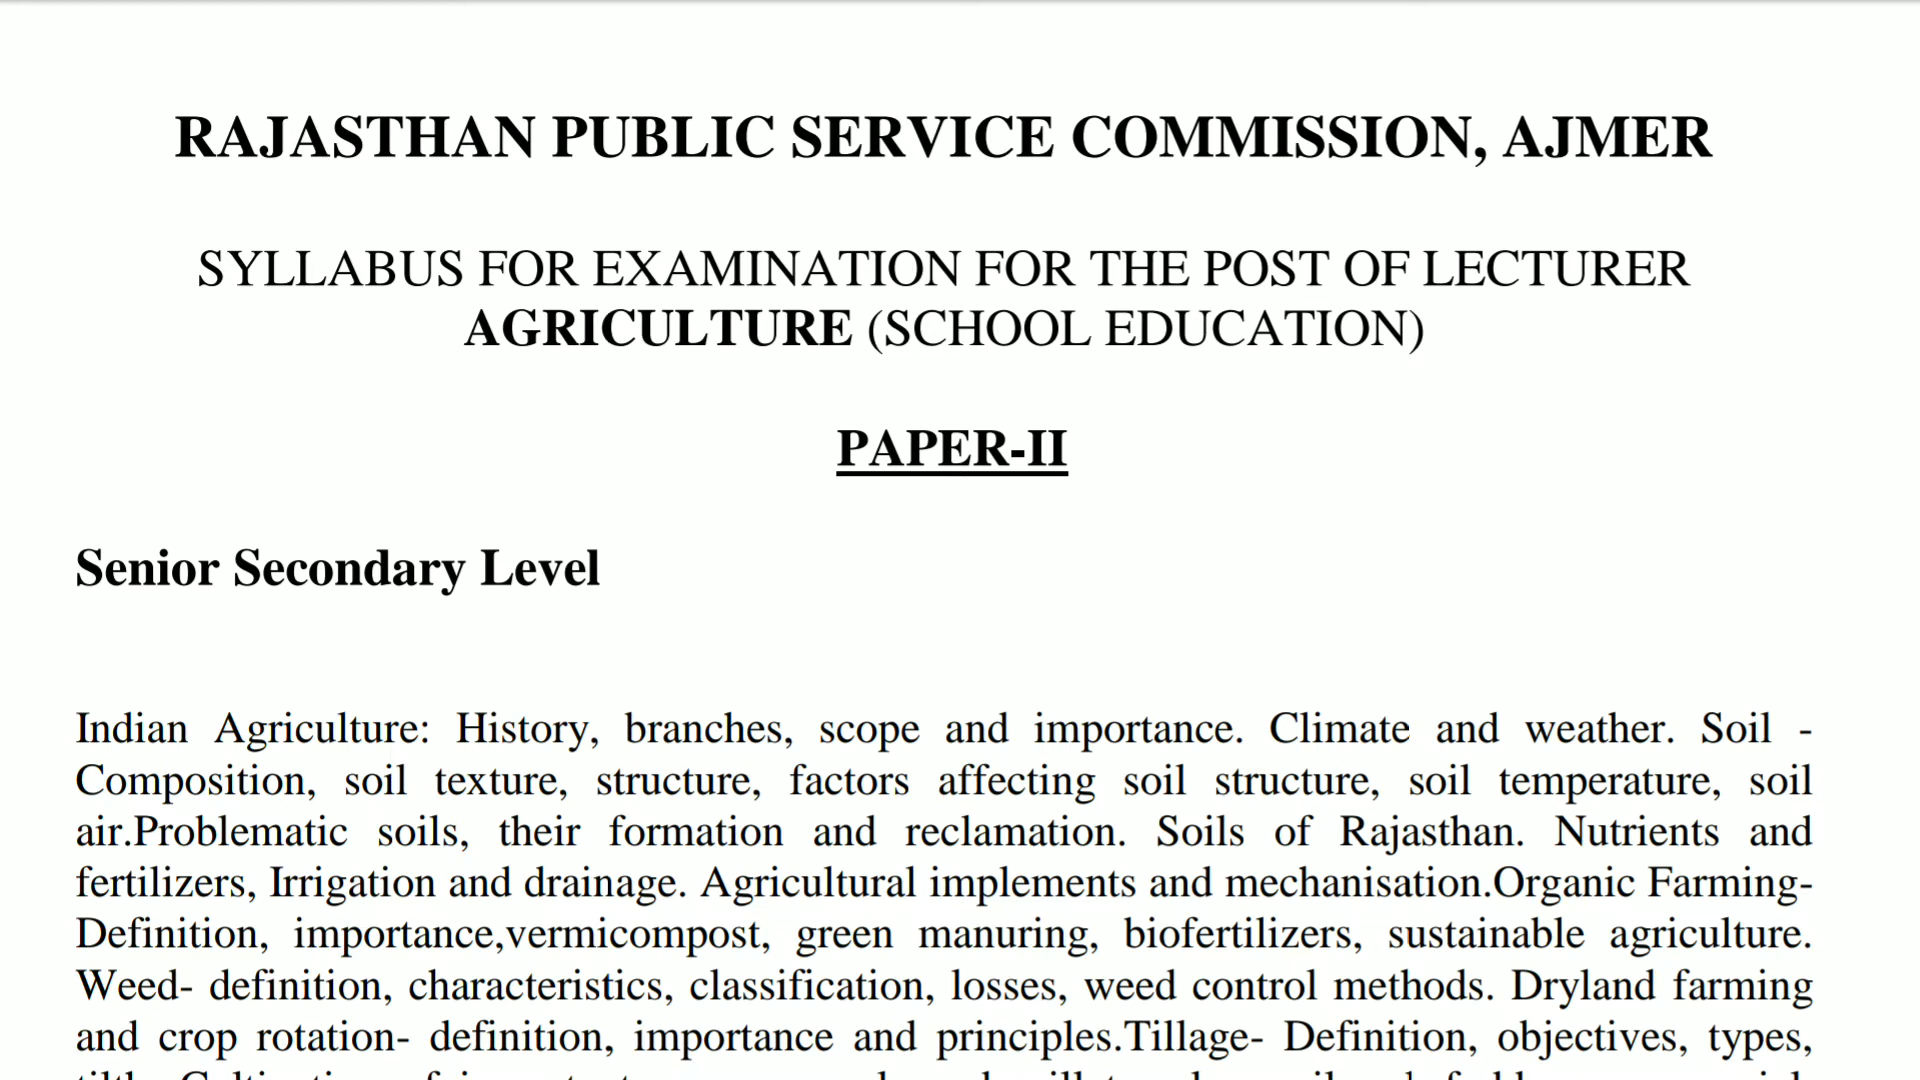 RAJASTHAN PUBLIC SERVICE COMMISSION, AJMER
SYLLABUS FOR EXAMINATION FOR THE POST OF LECTURER
AGRICULTURE (SCHOOL EDUCATION)
PAPER-II
Senior Secondary Level
Indian Agriculture: History, branches, scope and importance. Climate and weather. Soil -
Composition, soil texture, structure, factors affecting soil structure, soil temperature, soil
air.Problematic soils, their formation and reclamation. Soils of Rajasthan. Nutrients and
fertilizers, Irrigation and drainage. Agricultural implements and mechanisation.Organic Farming-
Definition, importance,vermicompost, green manuring, biofertilizers, sustainable agriculture.
Weed- definition, characteristics, classification, losses, weed control methods. Dryland farming
and crop rotation- definition, importance and principles.Tillage- Definition, objectives, types,